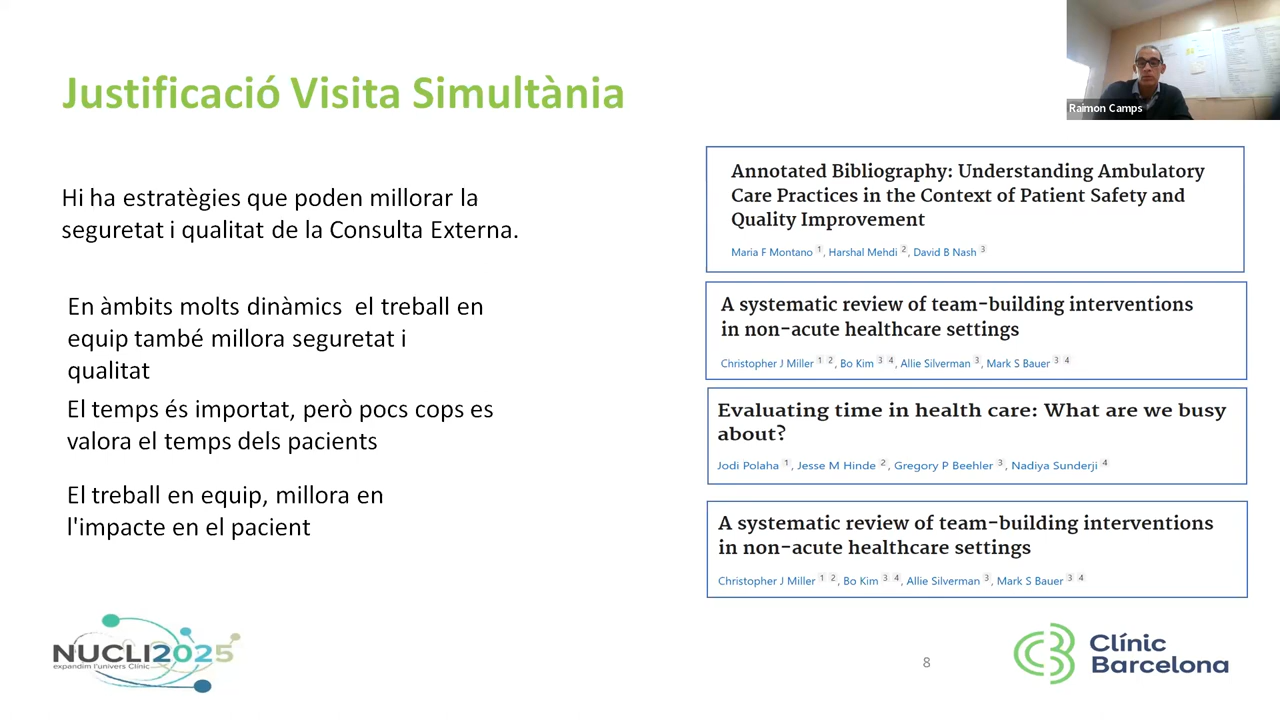 Justificació Visita Simultània
Raimon Camps
Hi ha estratègies que poden millorar la
seguretat i qualitat de la Consulta Externa.
En àmbits molts dinàmics el treball en
equip també millora seguretat i
qualitat
El temps és importat, però pocs cops es
valora el temps dels pacients
El treball en equip, millora en
l'impacte en el pacient
Annotated Bibliography: Understanding Ambulatory
Care Practices in the Context of Patient Safety and
Quality Improvement
Maria F Montano 1, Harshal Mehdi 2, David B Nash 3
A systematic review of team-building interventions
in non-acute healthcare settings
Christopher J Miller 1 2, Bo Kim 3 4, Allie Silverman 3, Mark S Bauer 3 4
Evaluating time in health care: What are we busy
about?
Jodi Polaha 1, Jesse M Hinde 2, Gregory P Beehler 3, Nadiya Sunderji 4
A systematic review of team-building interventions
in non-acute healthcare settings
Christopher J Miller 1 2, Bo Kim 3 4, Allie Silverman 3, Mark S Bauer 3 4
NUCLI2025
expandim l'univers Clínic
8
Clínic
Barcelona